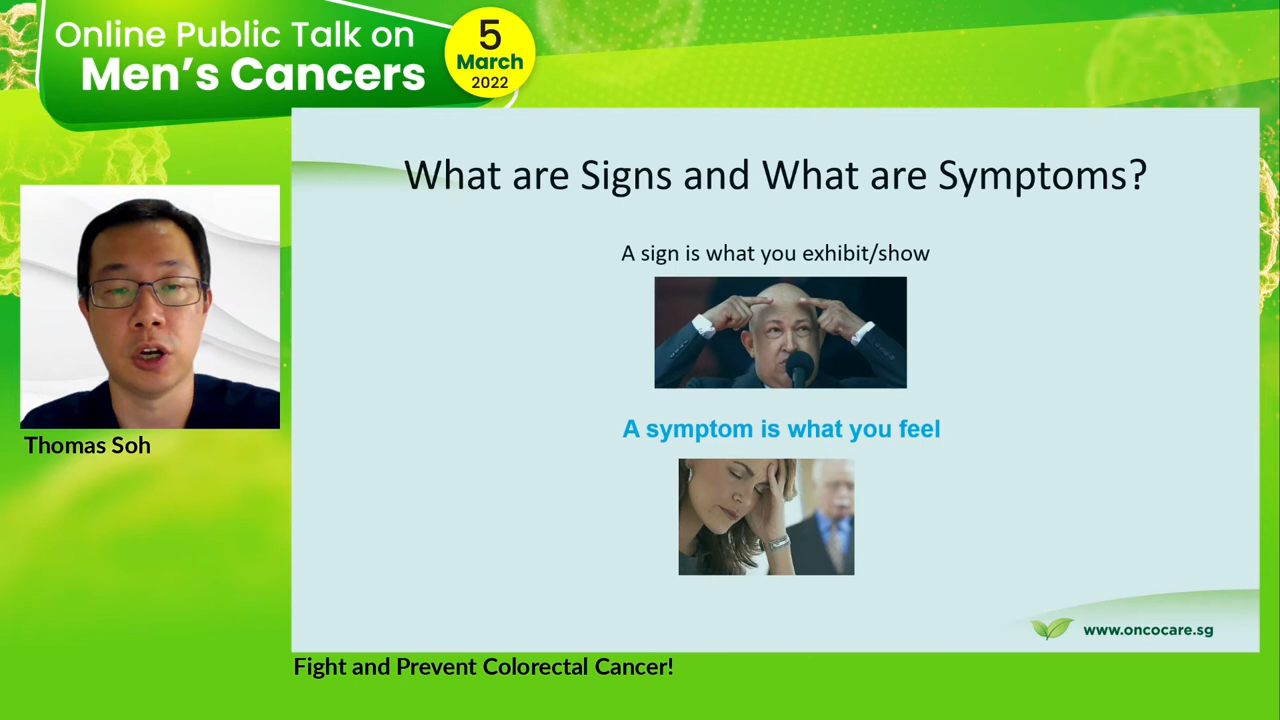 Online Public Talk on
Men's Cancers
5
March
2022
What are Signs and What are Symptoms?
A sign is what you exhibit/show
A symptom is what you feel
Thomas Soh
www.oncocare.sg
Fight and Prevent Colorectal Cancer!